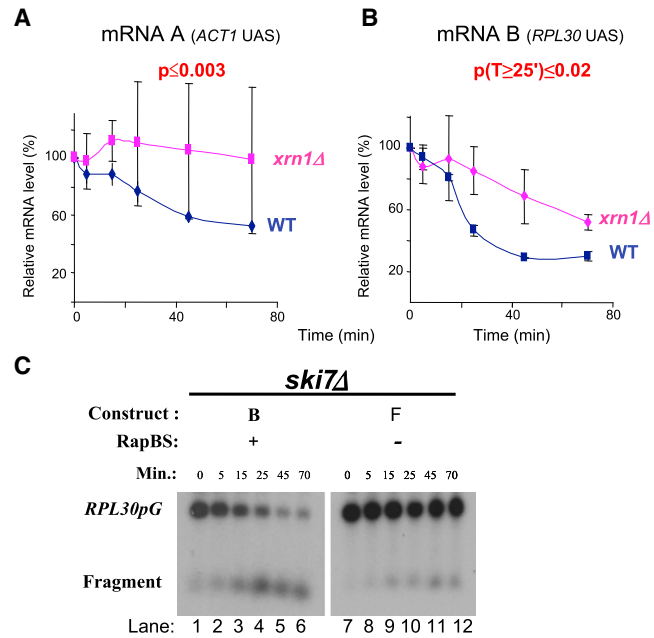 A
mRNA A (ACT1 UAS)
p≤0.003
Relative mRNA level (%)
100
60
20
0
40
80
Time (min)
xrn1Δ
WT
B
mRNA B (RPL30 UAS)
p(T≥25')≤0.02
Relative mRNA level (%)
100
60
20
0
40
80
Time (min)
xrn1Δ
WT
C
ski7Δ
Construct : B F
RapBS: + -
Min.: 0 5 15 25 45 70 0 5 15 25 45 70
RPL30pG
Fragment
Lane: 1 2 3 4 5 6 7 8 9 10 11 12